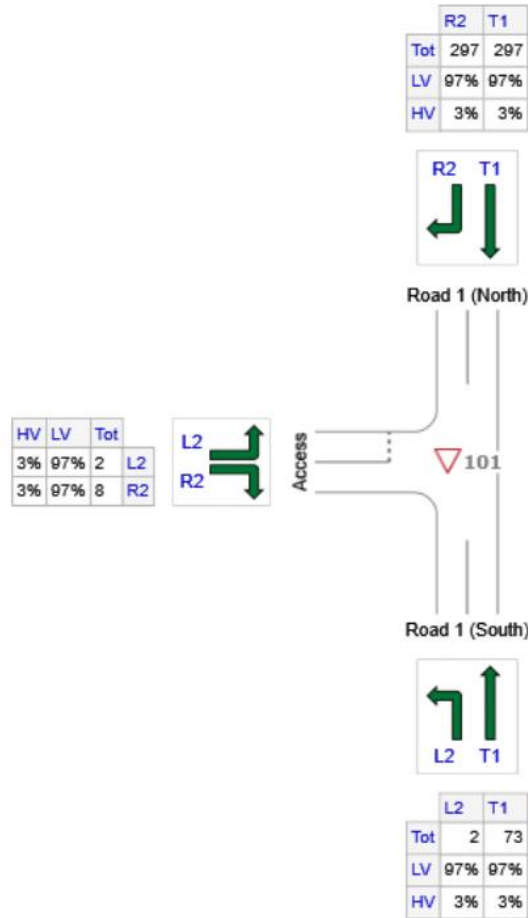 R2 T1
Tot 297 297
LV 97% 97%
HV 3% 3%
R2 T1
Road 1 (North)
HV LV Tot
3% 97% 2 L2
3% 97% 8 R2
L2
R2
Access
101
Road 1 (South)
L2 T1
L2 T1
Tot 2 73
LV 97% 97%
HV 3% 3%